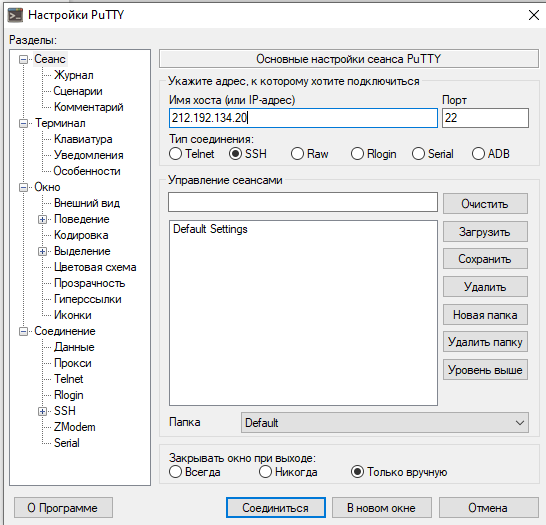 Настройки PuTTY
Разделы:
Сеанс
Журнал
Сценарии
Комментарий
Терминал
Клавиатура
Уведомления
Особенности
Окно
Внешний вид
Поведение
Кодировка
Выделение
Цветовая схема
Прозрачность
Гиперссылки
Иконки
Соединение
Данные
Прокси
Telnet
Rlogin
SSH
ZModem
Serial
Основные настройки сеанса PuTTY
Укажите адрес, к которому хотите подключиться
Имя хоста (или IP-адрес) Порт
212.192.134.20 22
Тип соединения:
Telnet SSH Raw Rlogin Serial ADB
Управление сеансами
Очистить
Default Settings Загрузить
Сохранить
Удалить
Новая папка
Удалить папку
Уровень выше
Папка Default
Закрывать окно при выходе:
Всегда Никогда Только вручную
О Программе Соединиться В новом окне Отмена